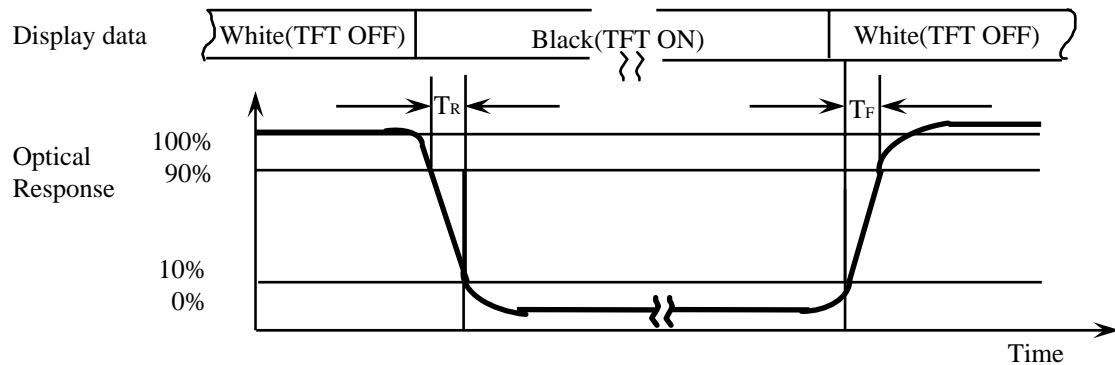 Display data White(TFT OFF) Black(TFT ON) White(TFT OFF)
TR TF
100%
Optical
Response
90%
10%
0%
Time